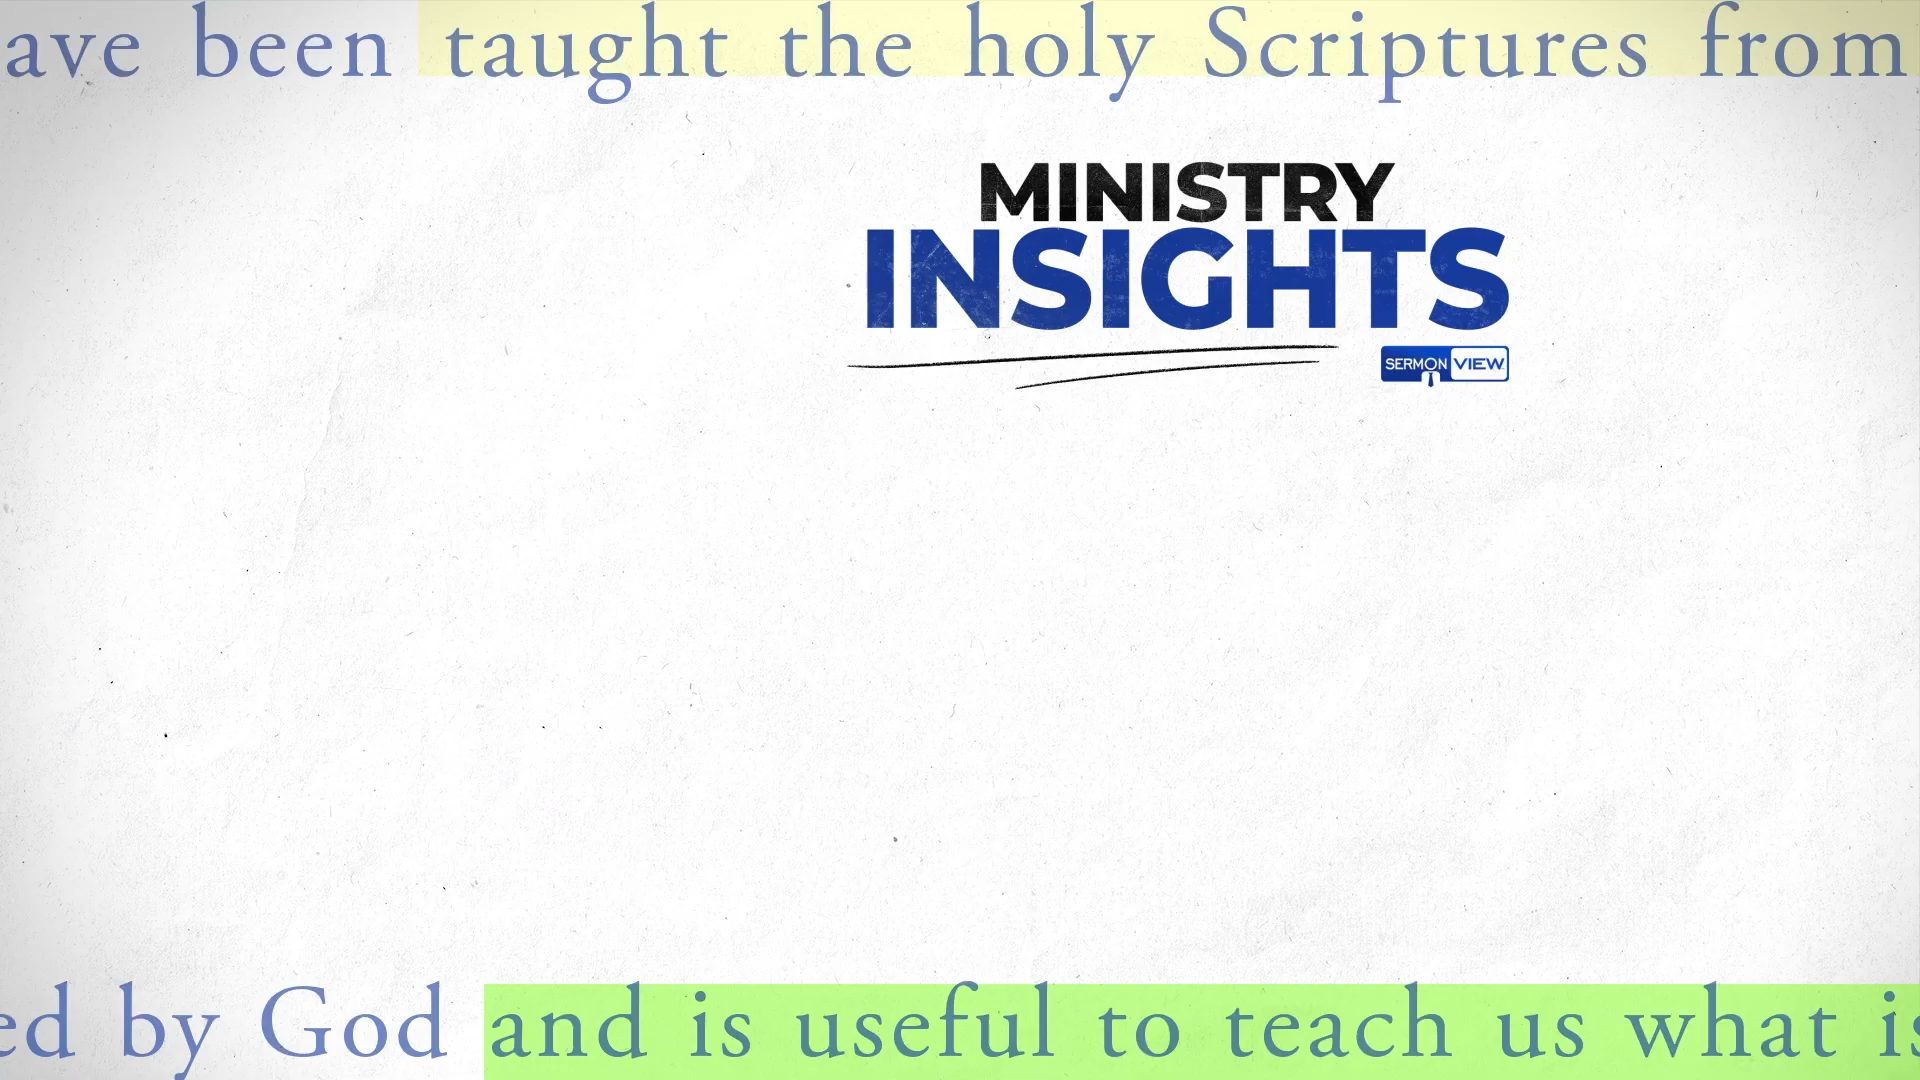 ave been taught the holy Scriptures from
MINISTRY
INSIGHTS
SERMON VIEW
ed by God and is useful to teach us what is